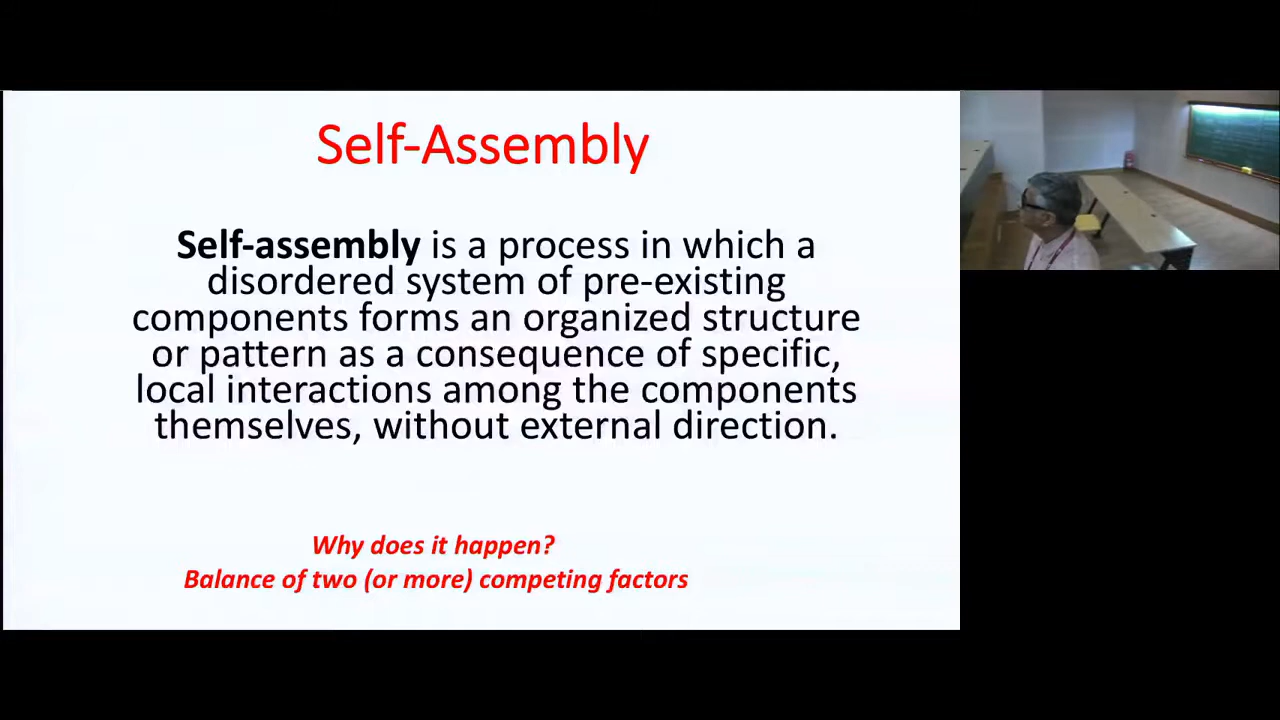 Self-Assembly
Self-assembly is a process in which a
disordered system of pre-existing
components forms an organized structure
or pattern as a consequence of specific,
local interactions among the components
themselves, without external direction.
Why does it happen?
Balance of two (or more) competing factors